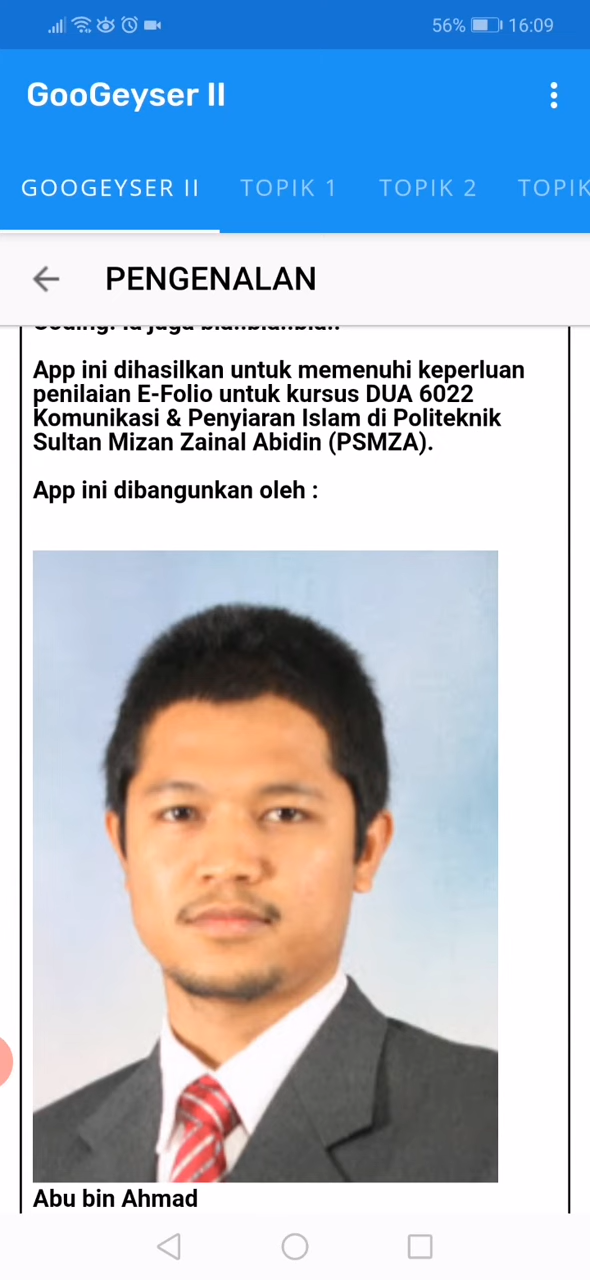 56% 16:09
GooGeyser II
GOOGEYSER II TOPIK 1 TOPIK 2 TOPIK
PENGENALAN
App ini dihasilkan untuk memenuhi keperluan
penilaian E-Folio untuk kursus DUA 6022
Komunikasi & Penyiaran Islam di Politeknik
Sultan Mizan Zainal Abidin (PSMZA).
App ini dibangunkan oleh :
Abu bin Ahmad